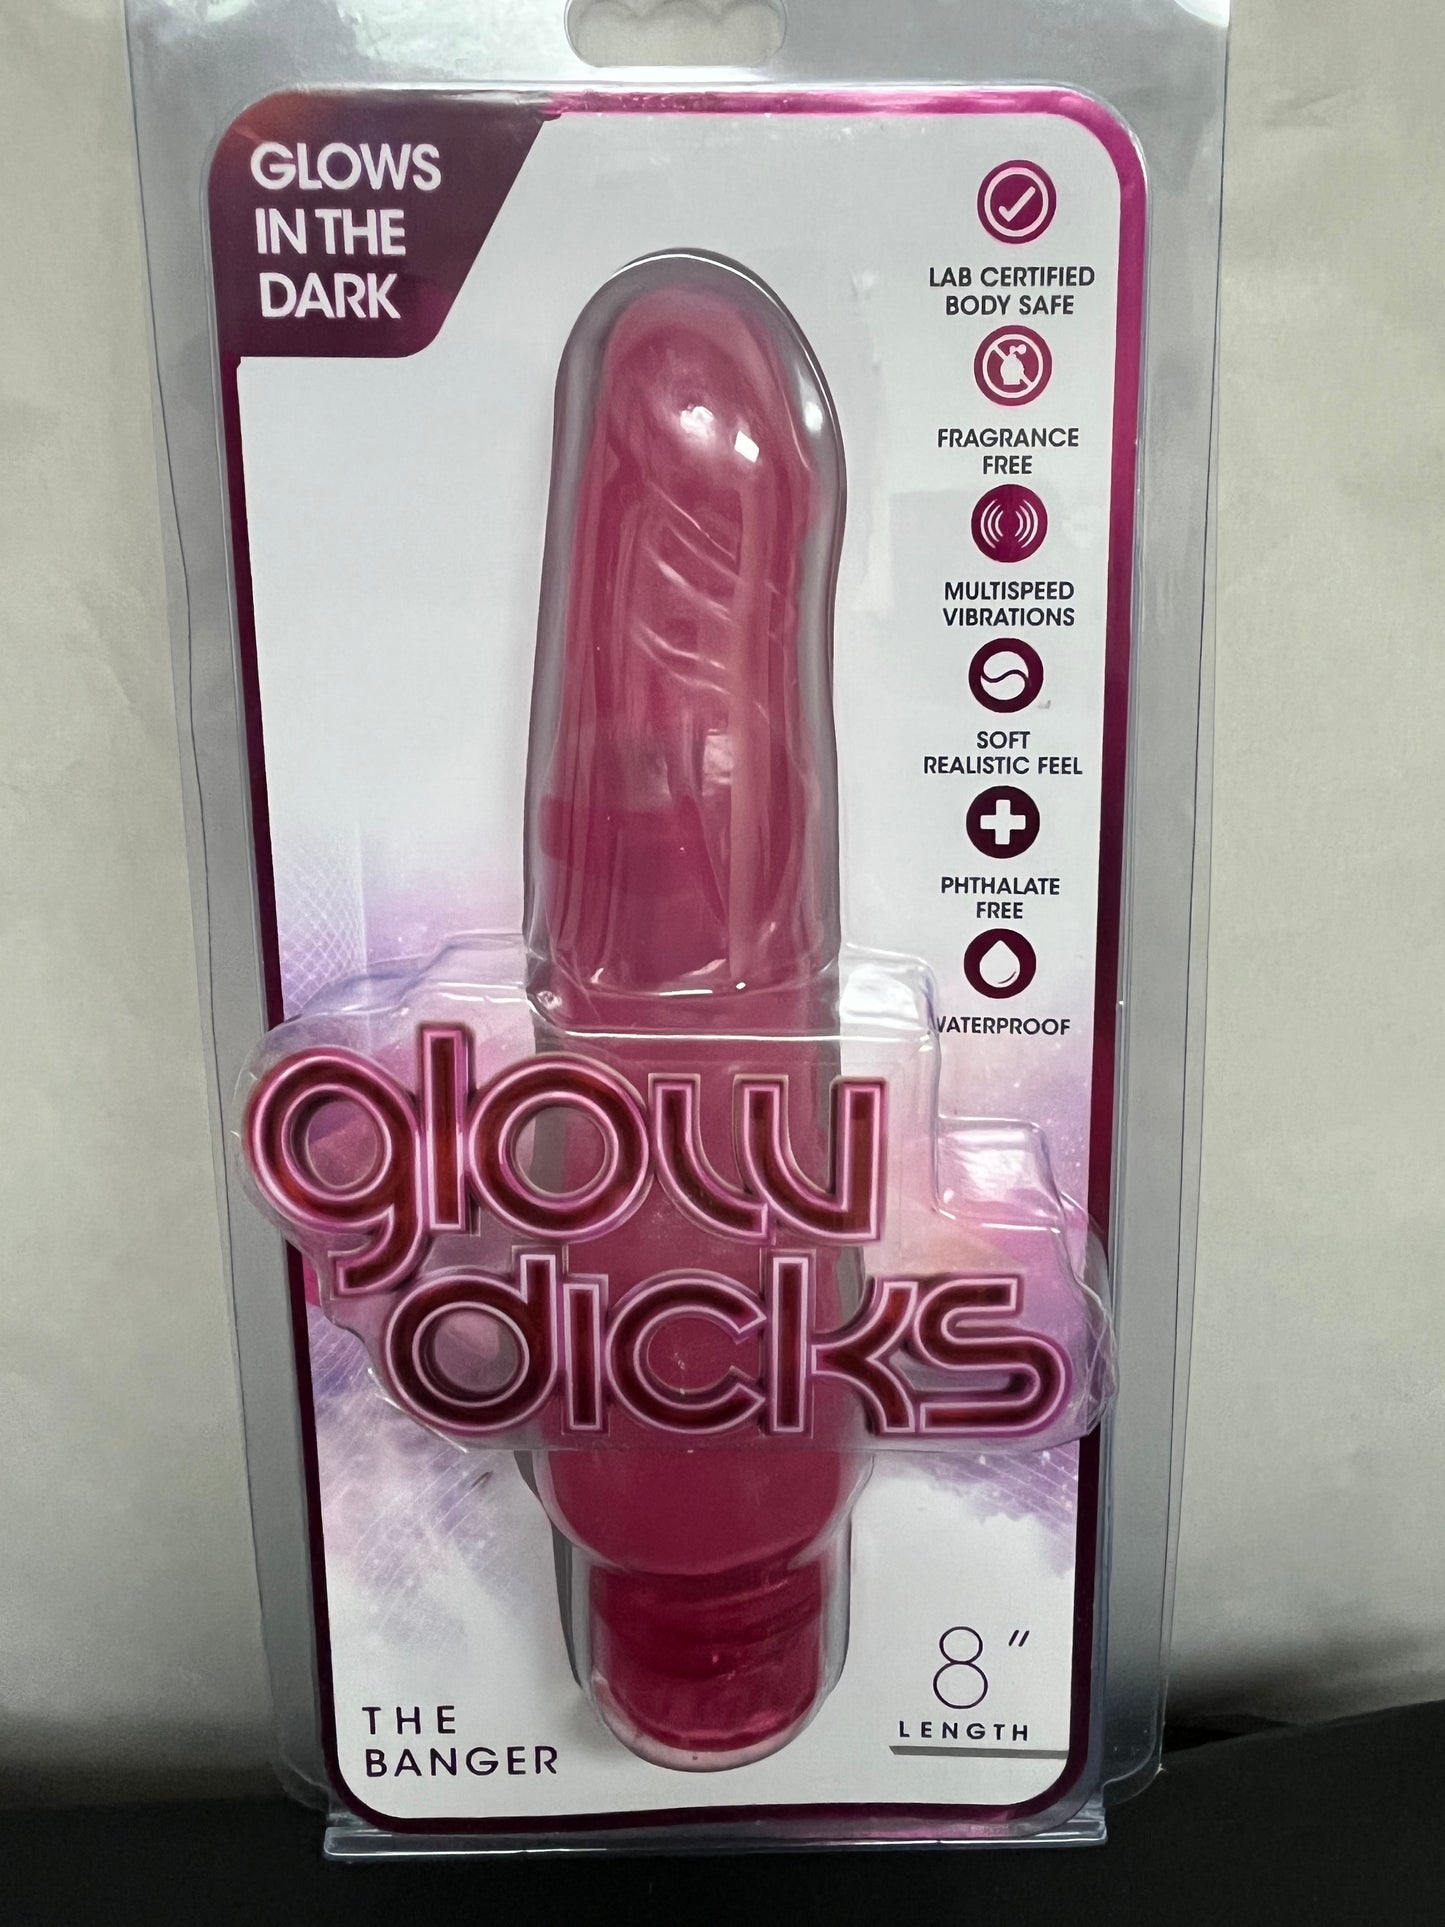 GLOWS
IN THE
DARK
LAB CERTIFIED
BODY SAFE
FRAGRANCE
FREE
MULTISPEED
VIBRATIONS
SOFT
REALISTIC FEEL
PHTHALATE
FREE
WATERPROOF
glow
dicks
THE
BANGER
8"
LENGTH